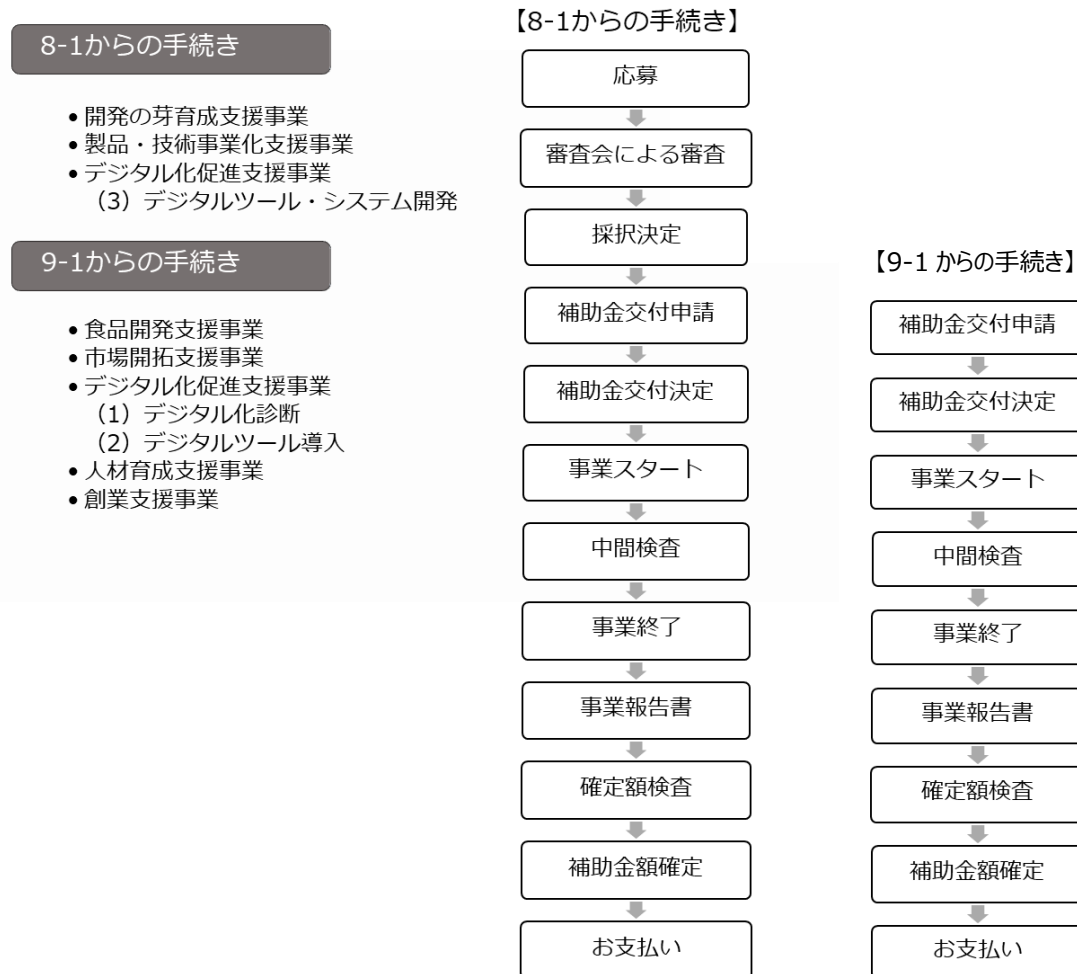 8-1からの手続き
• 開発の芽育成支援事業
• 製品・技術事業化支援事業
• デジタル化促進支援事業
（3）デジタルツール・システム開発
9-1からの手続き
• 食品開発支援事業
• 市場開拓支援事業
• デジタル化促進支援事業
（1）デジタル化診断
（2）デジタルツール導入
• 人材育成支援事業
• 創業支援事業
【8-1からの手続き】
応募
審査会による審査
採択決定
補助金交付申請
補助金交付決定
事業スタート
中間検査
事業終了
事業報告書
確定額検査
補助金額確定
お支払い
【9-1 からの手続き】
補助金交付申請
補助金交付決定
事業スタート
中間検査
事業終了
事業報告書
確定額検査
補助金額確定
お支払い